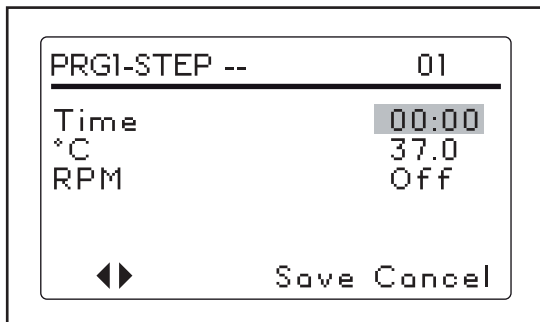 PRG1-STEP -- 01
Time 00:00
°C 37.0
RPM Off
Save Cancel